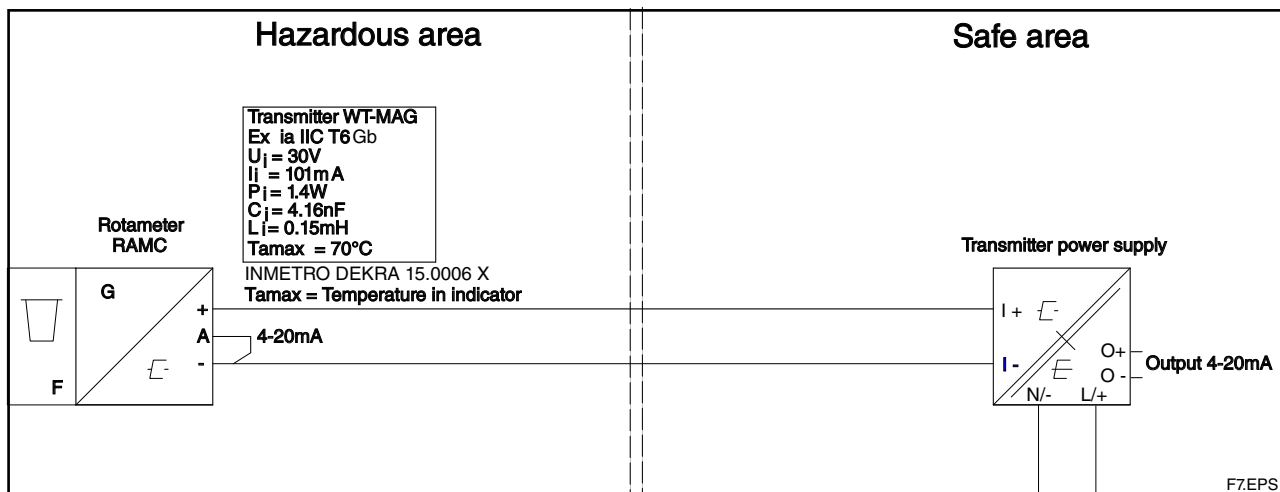 Hazardous area
Safe area
Transmitter WT-MAG
Ex ia IIC T6 Gb
Ui = 30V
Ii = 101mA
Pi = 1.4W
Ci = 4.16nF
Li = 0.15mH
Tamax = 70°C
INMETRO DEKRA 15.0006 X
Tamax = Temperature in indicator
Rotameter
RAMC
G
F
+
A
-
4-20mA
Transmitter power supply
I +
I -
O+
O -
Output 4-20mA
N/- L/+
F7.EPS